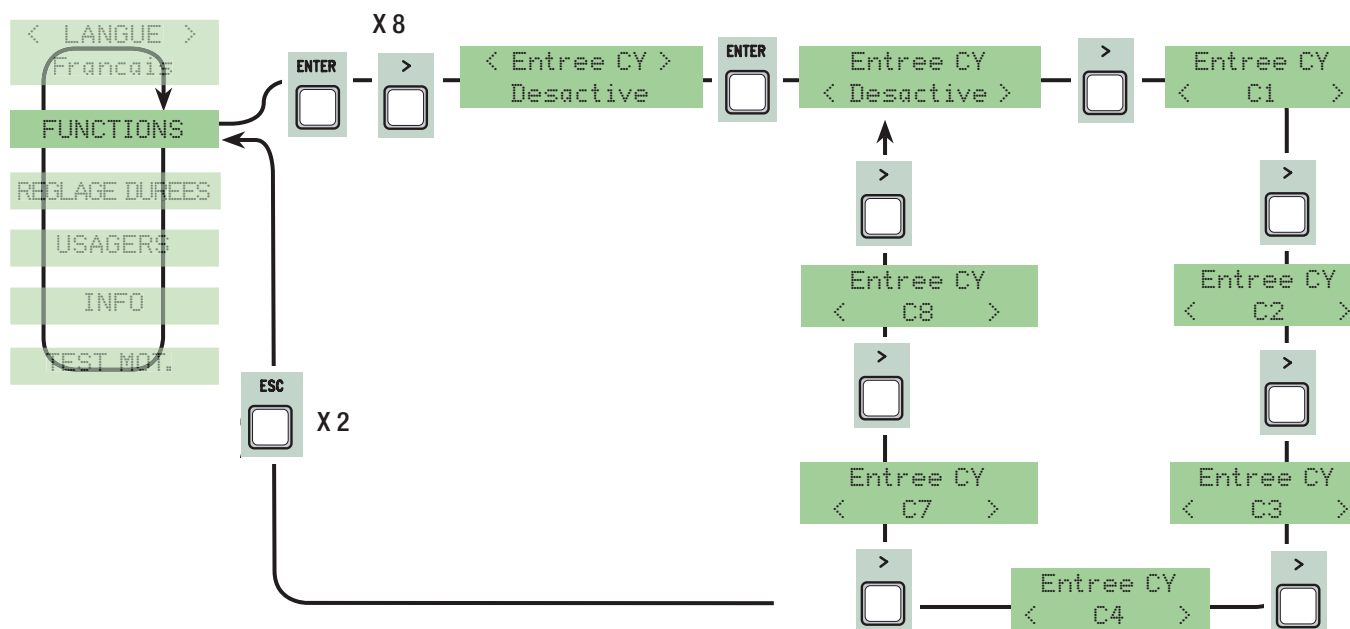 < LANGUE >
Francais
FUNCTIONS
REGLAGE DUREES
USAGERS
INFO
TEST MOT.
X 8
ENTER
>
< Entree CY >
Desactive
ENTER
Entree CY
< Desactive >
>
Entree CY
< C1 >
>
Entree CY
< C2 >
>
Entree CY
< C3 >
>
Entree CY
< C4 >
>
Entree CY
< C7 >
>
Entree CY
< C8 >
>
ESC
X 2